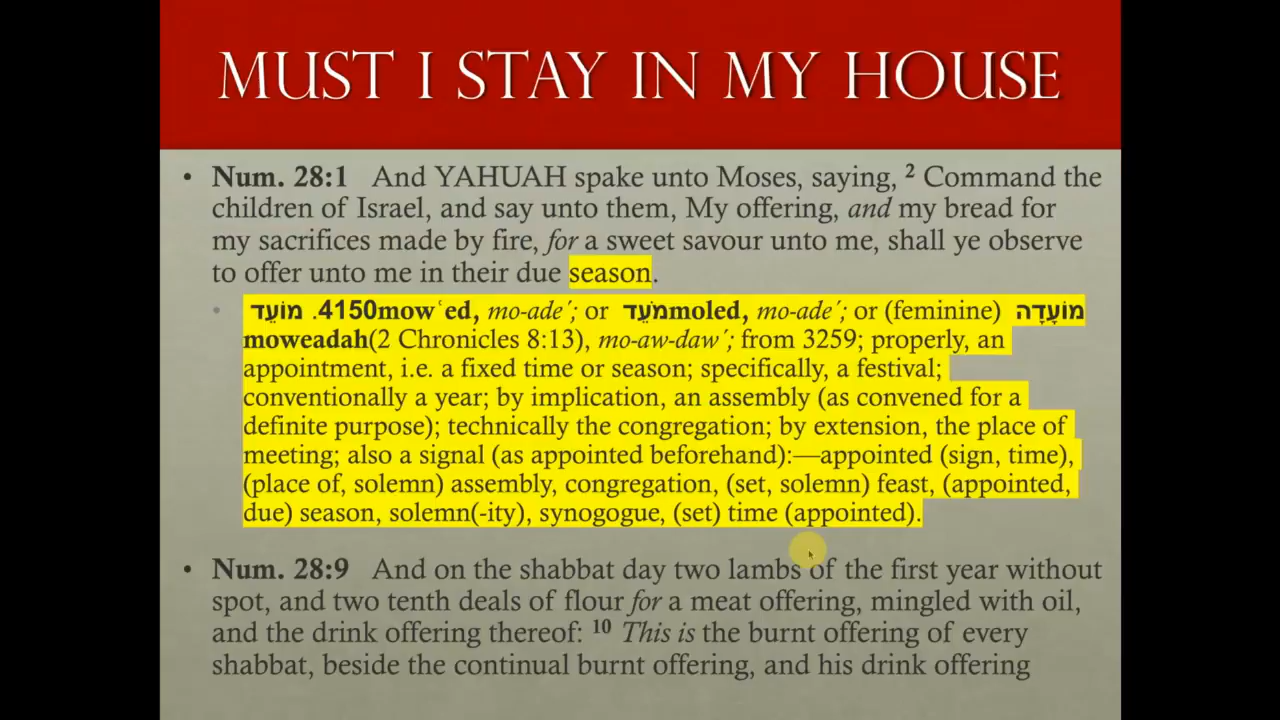 MUST I STAY IN MY HOUSE
• Num. 28:1 And YAHUAH spake unto Moses, saying, 2 Command the
children of Israel, and say unto them, My offering, and my bread for
my sacrifices made by fire, for a sweet savour unto me, shall ye observe
to offer unto me in their due season.
• מוֹעֵד .4150mowʿed, mo-ade´; or מֹעֵדmoled, mo-ade´; or (feminine) מוֹעָדָה
moweadah(2 Chronicles 8:13), mo-aw-daw´; from 3259; properly, an
appointment, i.e. a fixed time or season; specifically, a festival;
conventionally a year; by implication, an assembly (as convened for a
definite purpose); technically the congregation; by extension, the place of
meeting; also a signal (as appointed beforehand):—appointed (sign, time),
(place of, solemn) assembly, congregation, (set, solemn) feast, (appointed,
due) season, solemn(-ity), synogogue, (set) time (appointed).
• Num. 28:9 And on the shabbat day two lambs of the first year without
spot, and two tenth deals of flour for a meat offering, mingled with oil,
and the drink offering thereof: 10 This is the burnt offering of every
shabbat, beside the continual burnt offering, and his drink offering